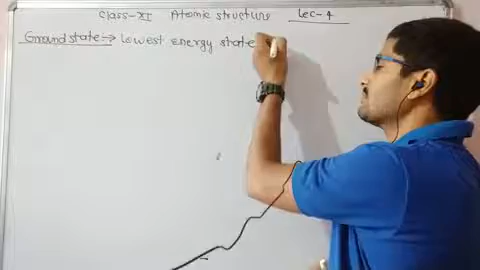 Class-XI Atomic structure Lec-4
Ground state → Lowest energy state